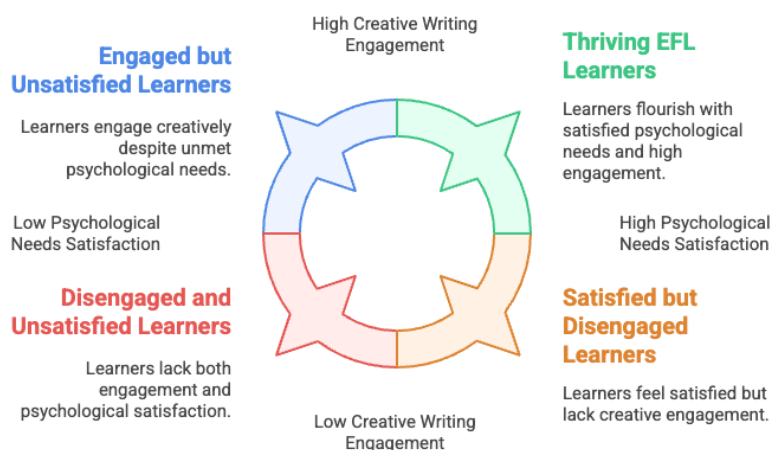 High Creative Writing
Engagement
Engaged but
Unsatisfied Learners
Learners engage creatively
despite unmet
psychological needs.
Thriving EFL
Learners
Learners flourish with
satisfied psychological
needs and high
engagement.
Low Psychological
Needs Satisfaction
High Psychological
Needs Satisfaction
Disengaged and
Unsatisfied Learners
Learners lack both
engagement and
psychological satisfaction.
Satisfied but
Disengaged
Learners
Learners feel satisfied but
lack creative engagement.
Low Creative Writing
Engagement